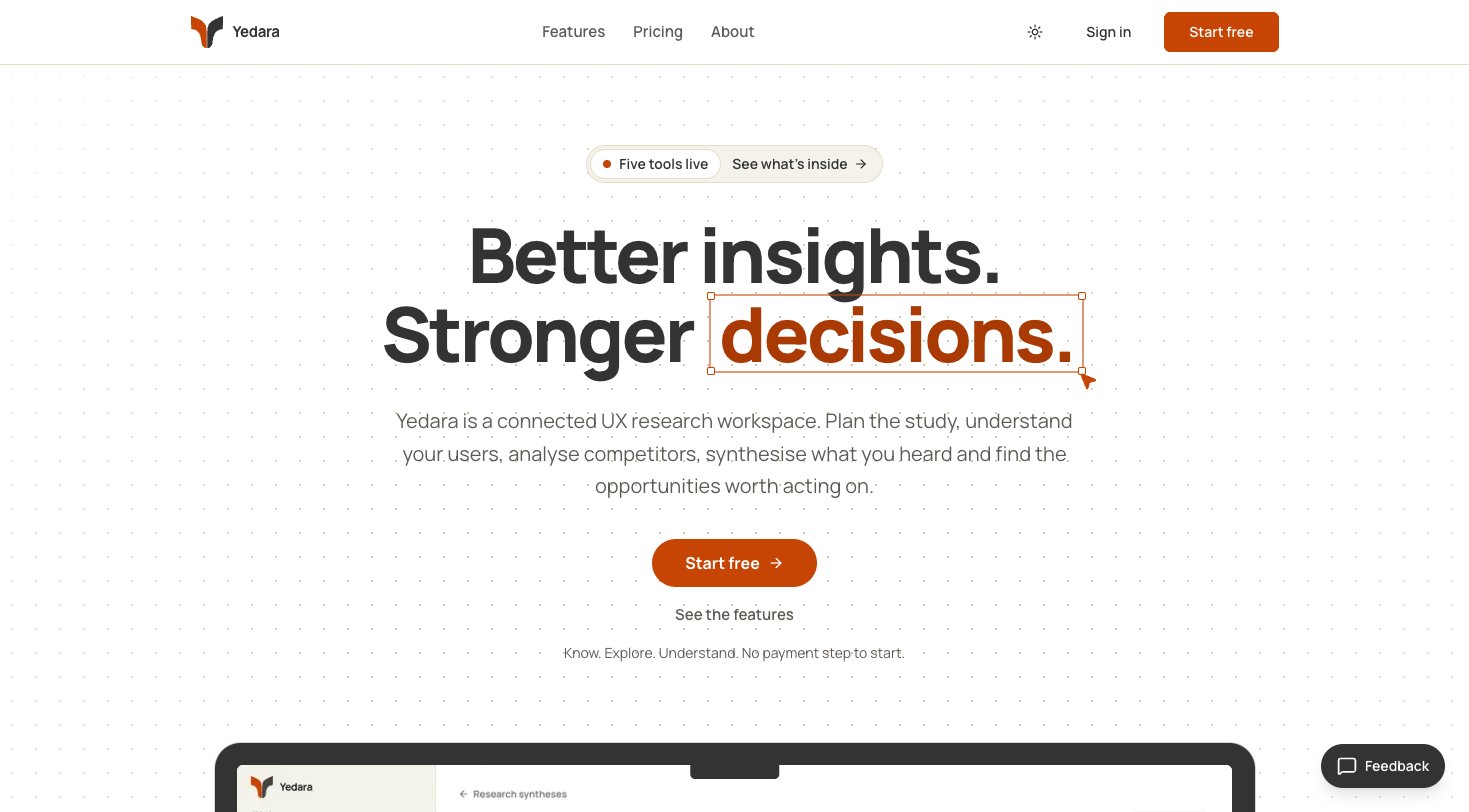 Yedara
Features Pricing About
Sign in
Start free
Five tools live See what's inside →
Better insights.
Stronger decisions.
Yedara is a connected UX research workspace. Plan the study, understand
your users, analyse competitors, synthesise what you heard and find the
opportunities worth acting on.
Start free →
See the features
Know. Explore. Understand. No payment step to start.
Yedara
← Research syntheses
Feedback